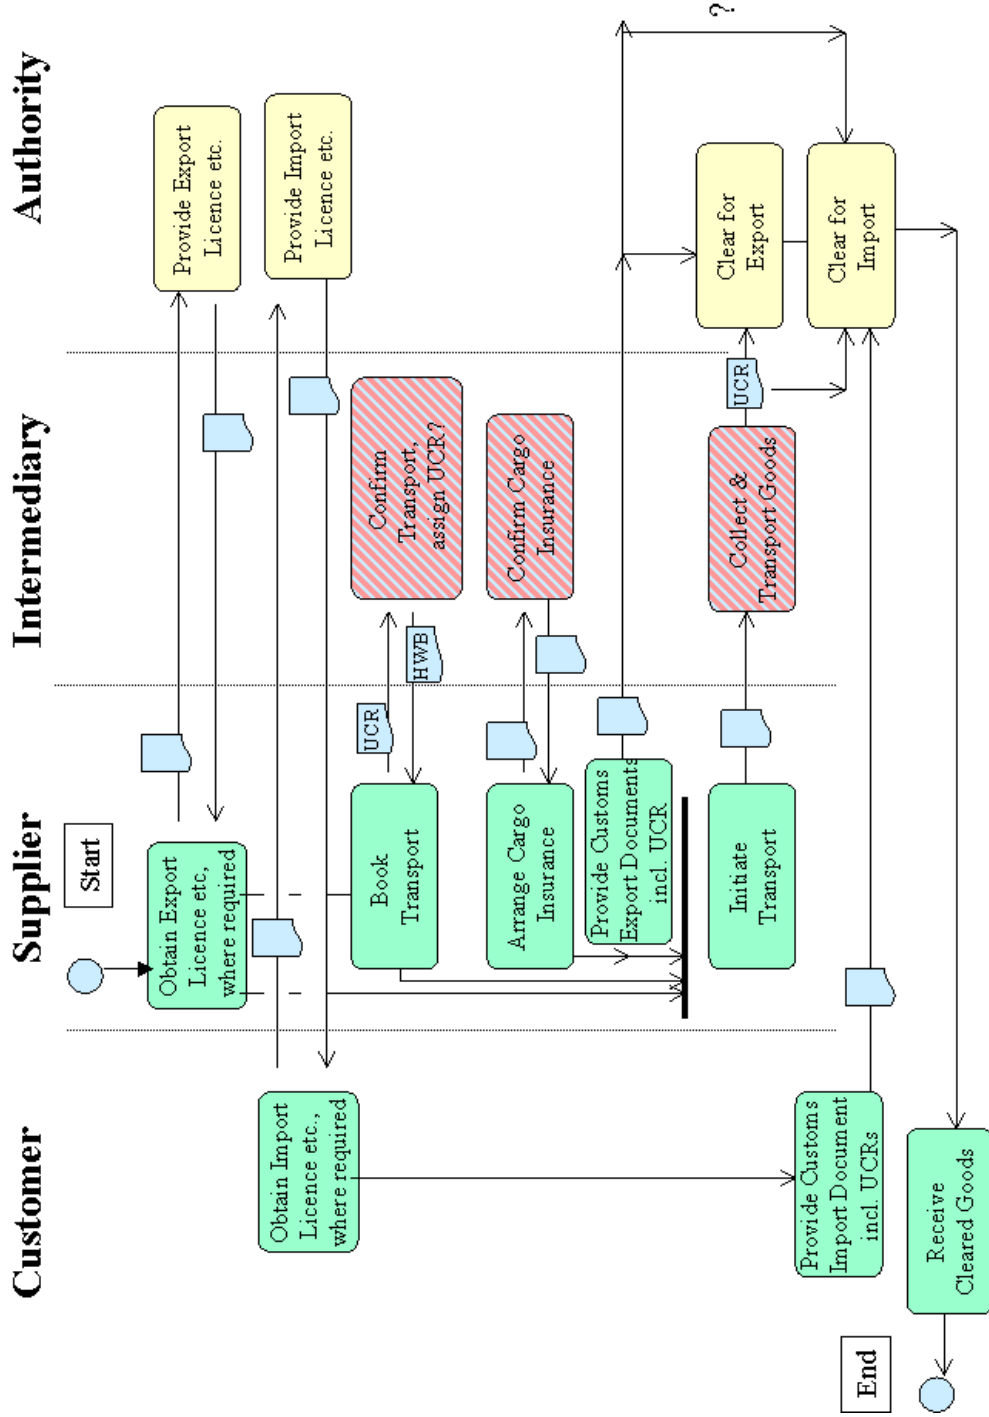 Customer
Supplier
Intermediary
Authority
Start
Obtain Export
Licence etc,
where required
Provide Export
Licence etc.
Obtain Import
Licence etc.,
where required
Provide Import
Licence etc.
Book
Transport
UCR
HWB
Confirm
Transport,
assign UCR?
Arrange Cargo
Insurance
Confirm Cargo
Insurance
Provide Customs
Export Documents
incl. UCR
?
Initiate
Transport
Collect &
Transport Goods
UCR
Clear for
Export
Provide Customs
Import Document
incl. UCRs
Clear for
Import
Receive
Cleared Goods
End